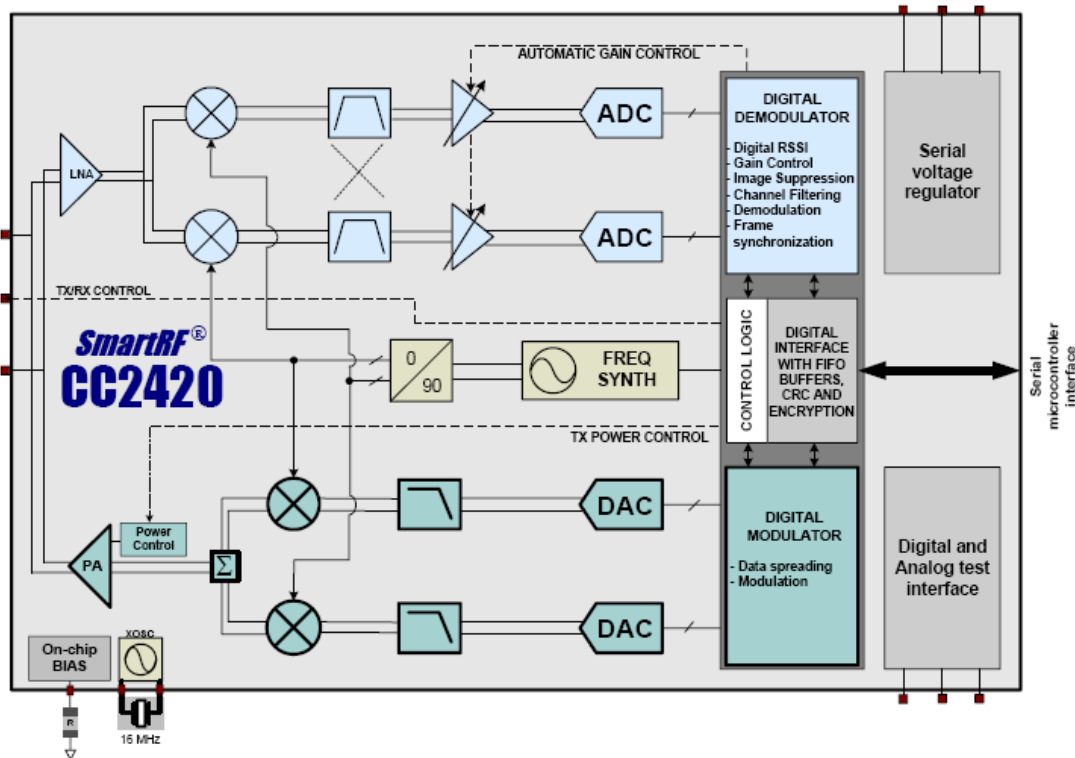 AUTOMATIC GAIN CONTROL
LNA
ADC
ADC
DIGITAL
DEMODULATOR
- Digital RSSI
- Gain Control
- Image Suppression
- Channel Filtering
- Demodulation
- Frame
synchronization
Serial
voltage
regulator
TX/RX CONTROL
SmartRF®
CC2420
0
90
FREQ
SYNTH
CONTROL LOGIC
DIGITAL
INTERFACE
WITH FIFO
BUFFERS,
CRC AND
ENCRYPTION
Serial
microcontroller
interface
TX POWER CONTROL
Power
Control
PA
Σ
DAC
DAC
DIGITAL
MODULATOR
- Data spreading
- Modulation
Digital and
Analog test
interface
On-chip
BIAS
XOSC
R
16 MHz